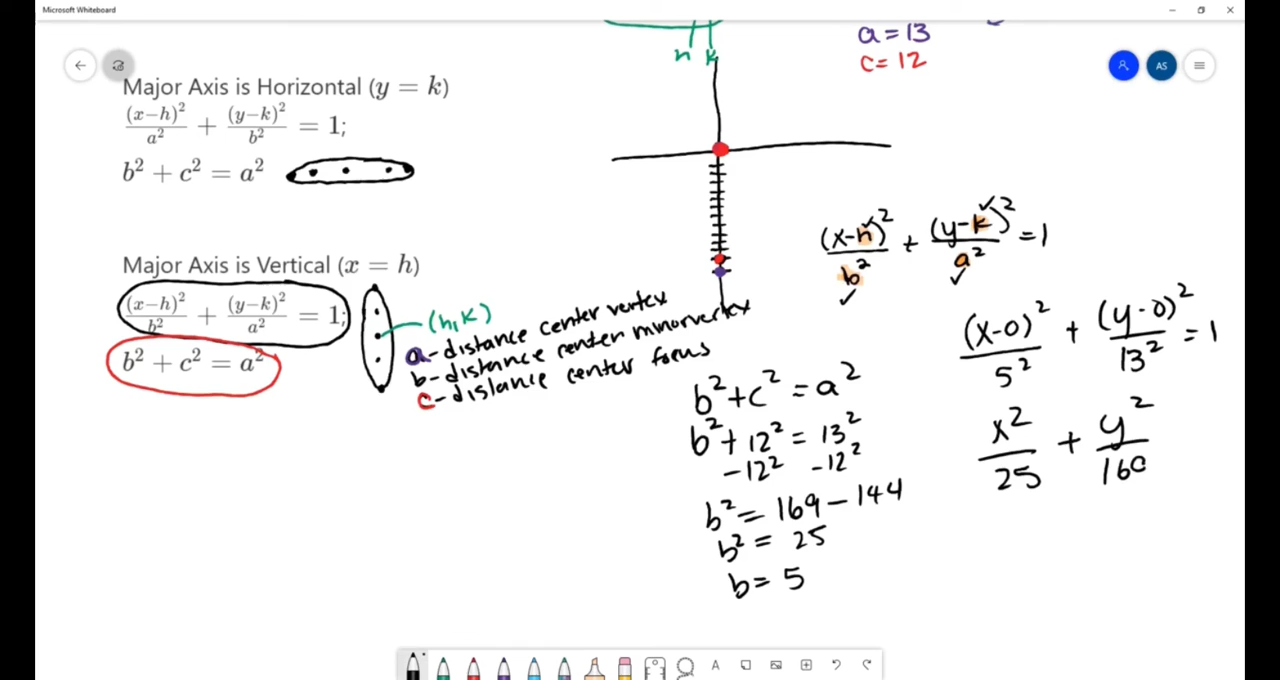 Microsoft Whiteboard
a = 13
c = 12
h k
AS
Major Axis is Horizontal (y = k)
(x−h)²/a² + (y−k)²/b² = 1;
b² + c² = a²
(x-h)²/b² + (y-k)²/a² = 1
Major Axis is Vertical (x = h)
(x−h)²/b² + (y−k)²/a² = 1;
b² + c² = a²
(h,k)
a-distance center vertex
b-distance center minorvertex
c-distance center focus
b² + c² = a²
b² + 12² = 13²
-12² -12²
b² = 169 - 144
b² = 25
b = 5
(x-0)²/5² + (y-0)²/13² = 1
x²/25 + y²/16
A